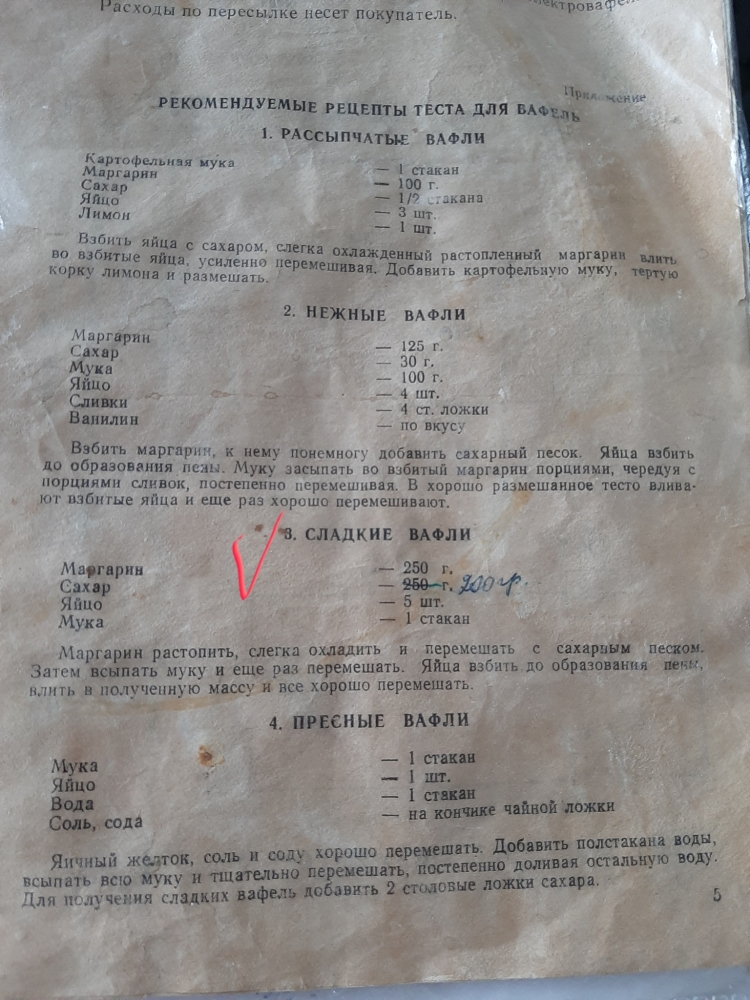 Расходы по пересылке несет покупатель.
Приложение
РЕКОМЕНДУЕМЫЕ РЕЦЕПТЫ ТЕСТА ДЛЯ ВАФЕЛЬ
1. РАССЫПЧАТЫЕ ВАФЛИ
Картофельная мука — 1 стакан
Маргарин — 100 г.
Сахар — 1/2 стакана
Яйцо — 3 шт.
Лимон — 1 шт.
Взбить яйца с сахаром, слегка охлажденный растопленный маргарин влить
во взбитые яйца, усиленно перемешивая. Добавить картофельную муку, тертую
корку лимона и размешать.
2. НЕЖНЫЕ ВАФЛИ
Маргарин — 125 г.
Сахар — 30 г.
Мука — 100 г.
Яйцо — 4 шт.
Сливки — 4 ст. ложки
Ванилин — по вкусу
Взбить маргарин, к нему понемногу добавить сахарный песок. Яйца взбить
до образования пены. Муку засыпать во взбитый маргарин порциями, чередуя с
порциями сливок, постепенно перемешивая. В хорошо размешанное тесто влива-
ют взбитые яйца и еще раз хорошо перемешивают.
3. СЛАДКИЕ ВАФЛИ
Маргарин — 250 г.
Сахар — 250 г. 200 гр.
Яйцо — 5 шт.
Мука — 1 стакан
Маргарин растопить, слегка охладить и перемешать с сахарным песком.
Затем всыпать муку и еще раз перемешать. Яйца взбить до образования пены,
влить в полученную массу и все хорошо перемешать.
4. ПРЕСНЫЕ ВАФЛИ
Мука — 1 стакан
Яйцо — 1 шт.
Вода — 1 стакан
Соль, сода — на кончике чайной ложки
Яичный желток, соль и соду хорошо перемешать. Добавить полстакана воды,
всыпать всю муку и тщательно перемешать, постепенно доливая остальную воду.
Для получения сладких вафель добавить 2 столовые ложки сахара.
5